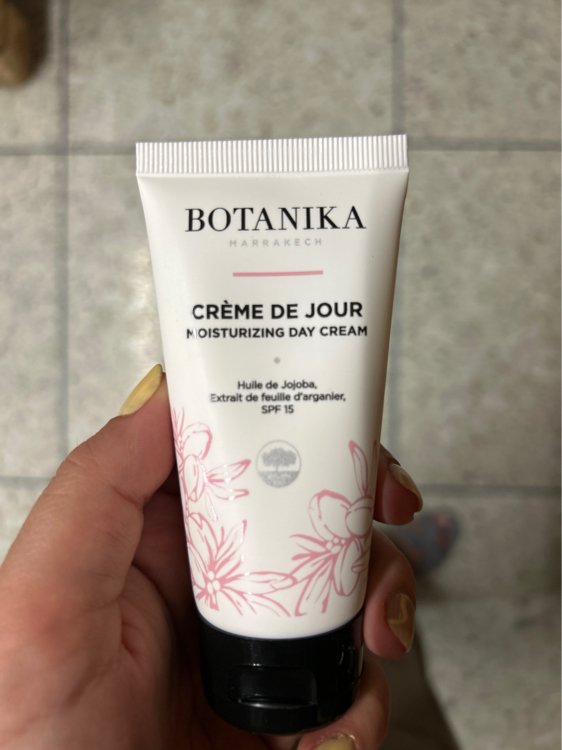 BOTANIKA
MARRAKECH
CRÈME DE JOUR
MOISTURIZING DAY CREAM
Huile de Jojoba,
Extrait de feuille d'arganier,
SPF 15